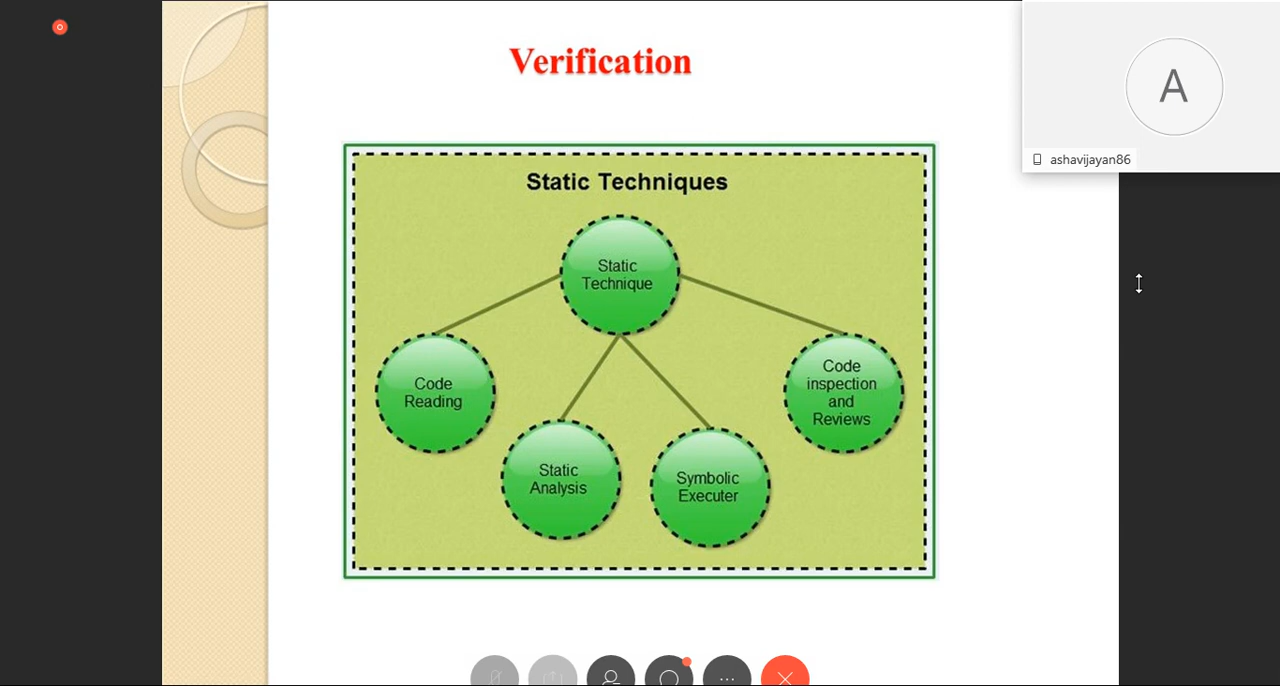 Verification
A
ashavijayan86
Static Techniques
Static
Technique
Code
Reading
Static
Analysis
Symbolic
Executer
Code
inspection
and
Reviews